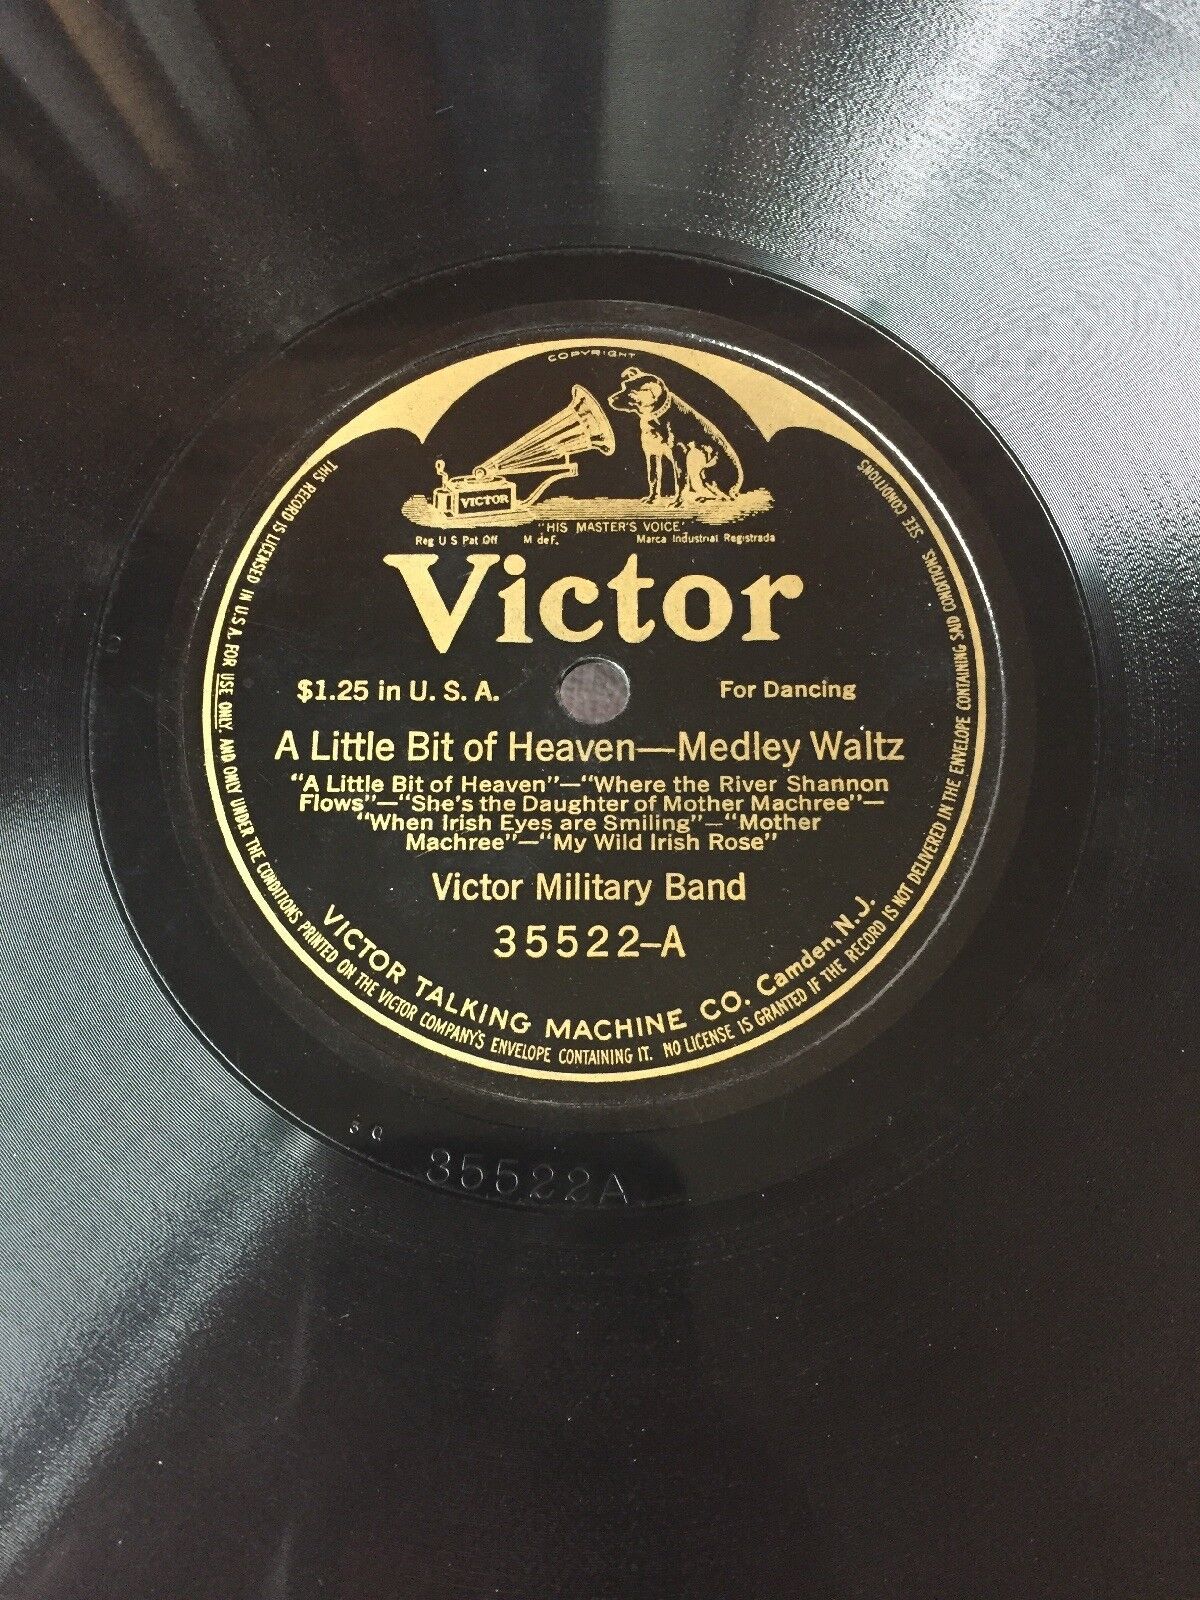 COPYRIGHT
VICTOR
"HIS MASTER'S VOICE"
Reg U S Pat Off M de F. Marca Industrial Registrada
Victor
$1.25 in U. S. A. For Dancing
A Little Bit of Heaven—Medley Waltz
"A Little Bit of Heaven"—"Where the River Shannon
Flows"—"She's the Daughter of Mother Machree"—
"When Irish Eyes are Smiling"—"Mother
Machree"—"My Wild Irish Rose"
Victor Military Band
35522–A
VICTOR TALKING MACHINE CO. Camden, N. J.
THIS RECORD IS LICENSED IN U.S.A. FOR USE ONLY, AND ONLY UNDER THE CONDITIONS PRINTED ON THE VICTOR COMPANY'S ENVELOPE CONTAINING IT. NO LICENSE IS GRANTED IF THE RECORD IS NOT DELIVERED IN THE ENVELOPE CONTAINING SAID CONDITIONS. SEE CONDITIONS
35522A